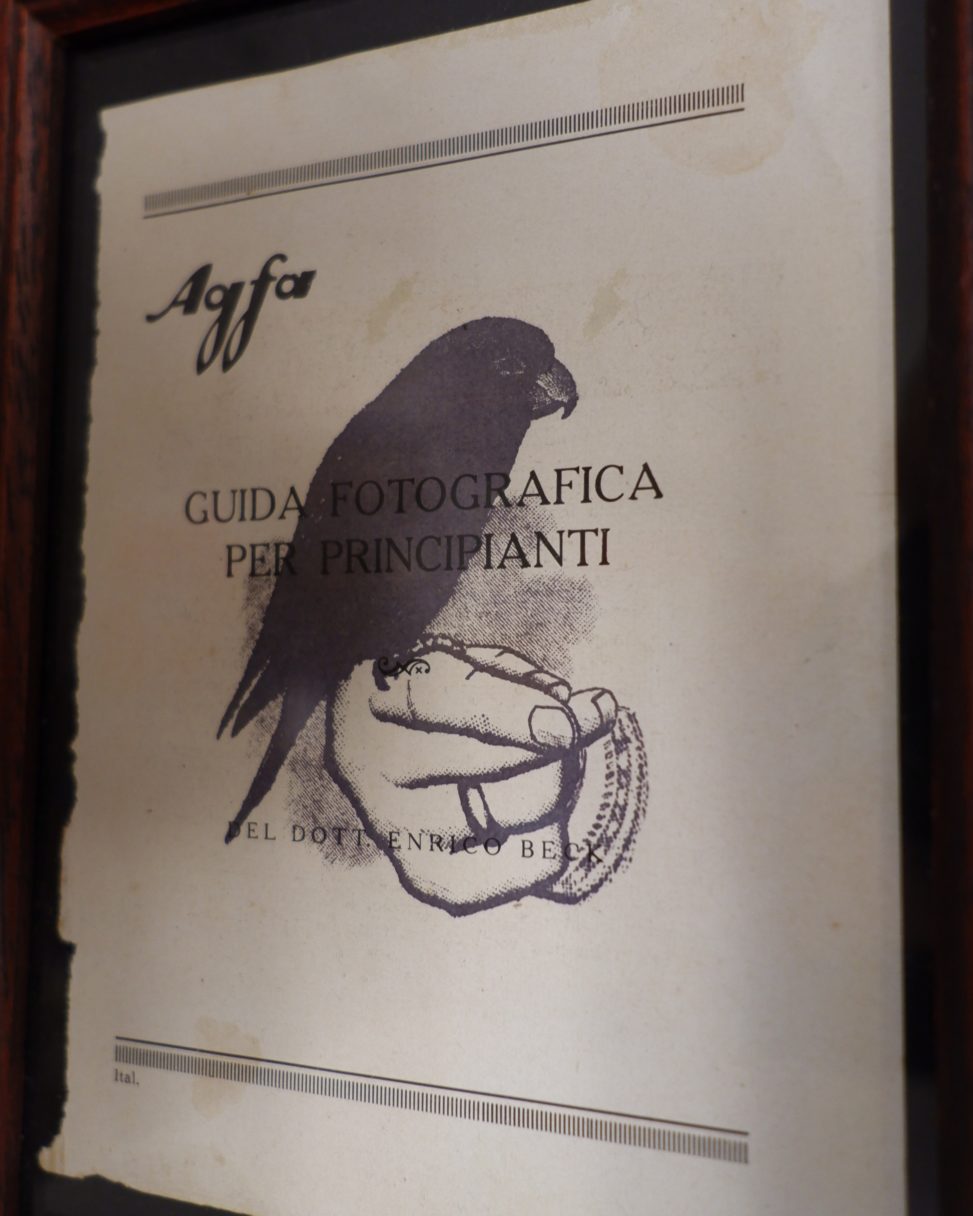 Agfa
GUIDA FOTOGRAFICA
PER PRINCIPIANTI
DEL DOTT. ENRICO BECK
Ital.